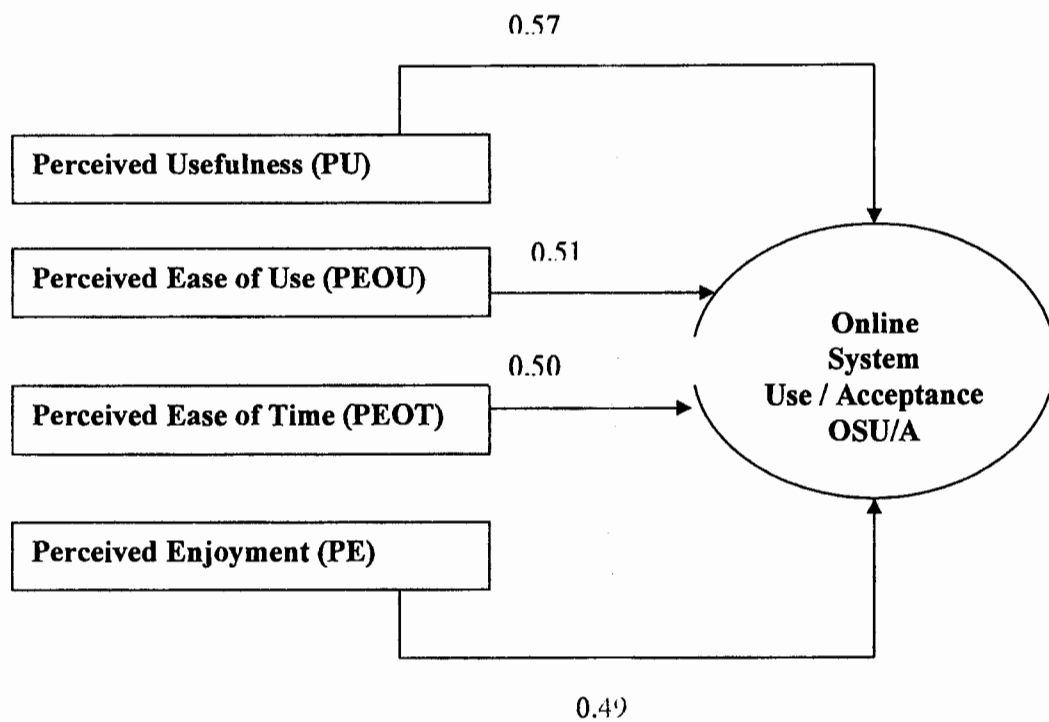 0.57
Perceived Usefulness (PU)
Perceived Ease of Use (PEOU)
0.51
Perceived Ease of Time (PEOT)
0.50
Perceived Enjoyment (PE)
0.49
Online
System
Use / Acceptance
OSU/A